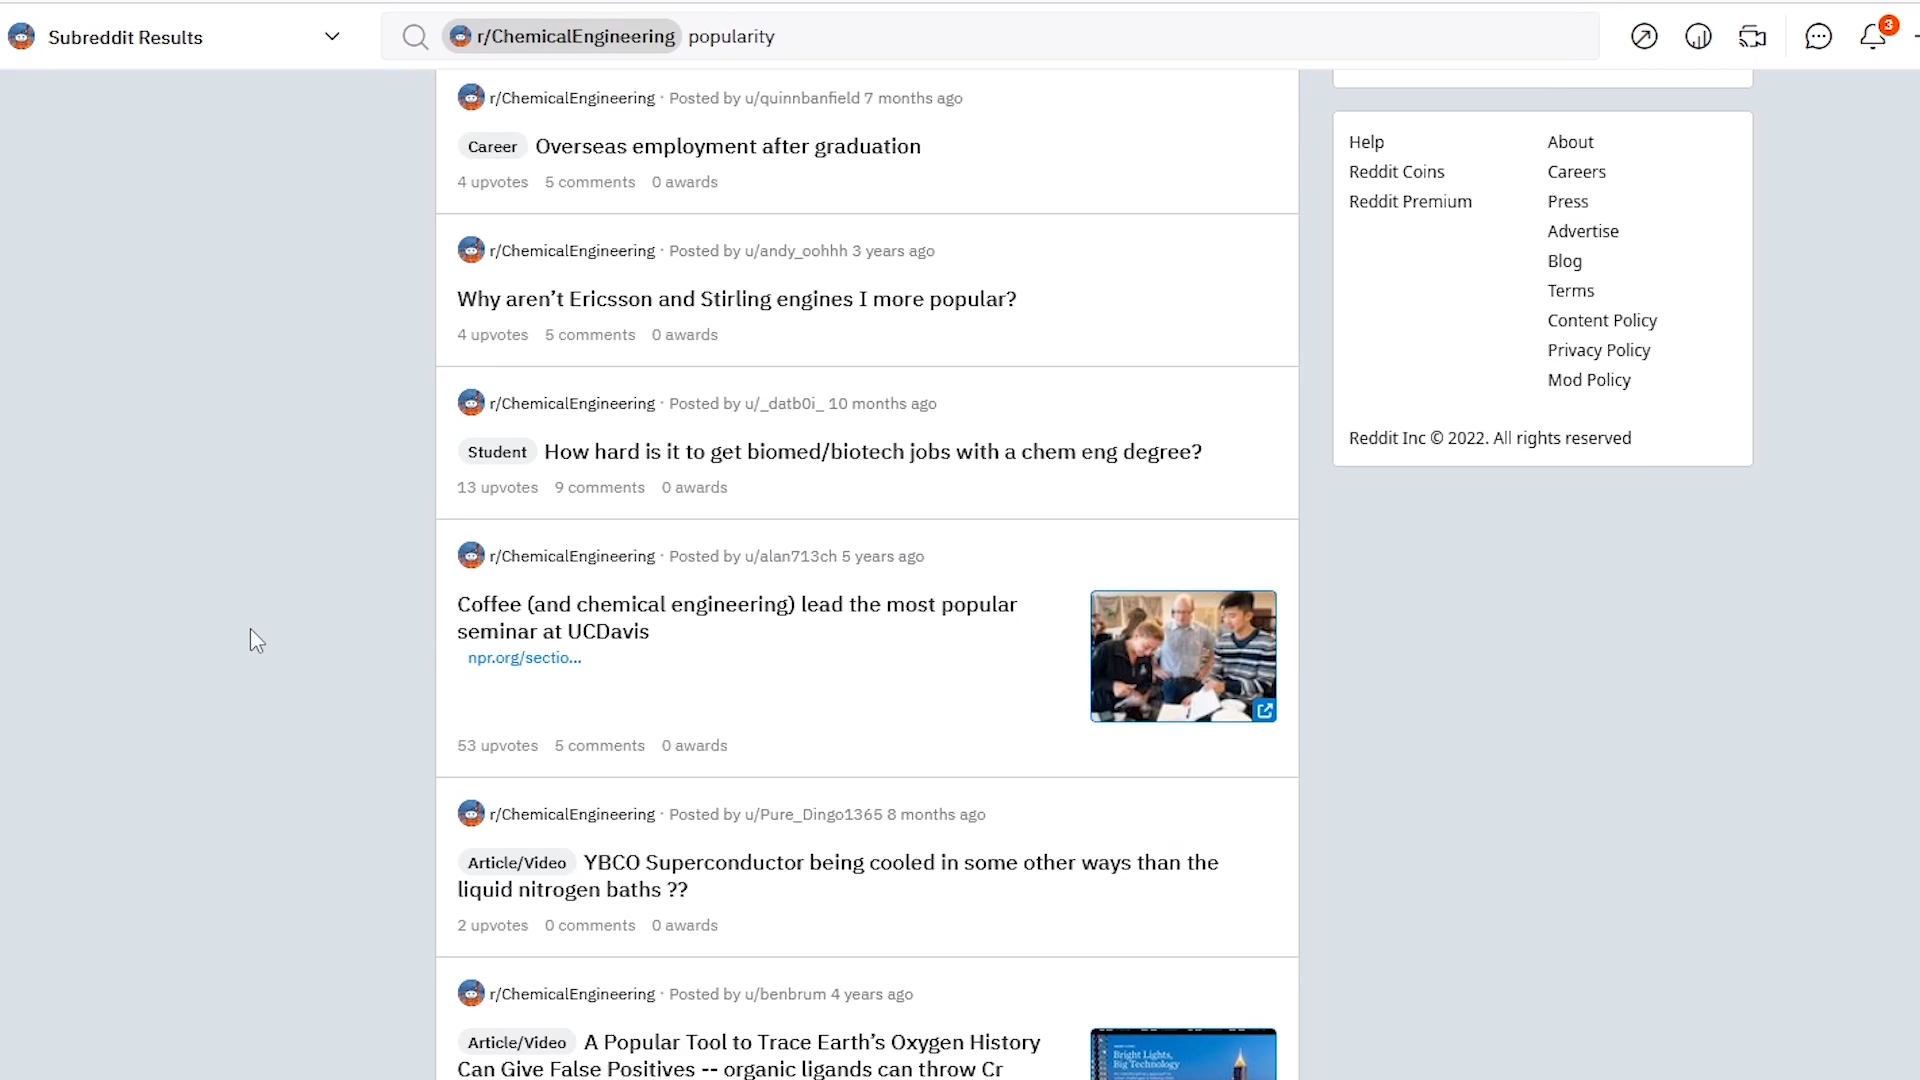 Subreddit Results
r/ChemicalEngineering popularity
3
r/ChemicalEngineering · Posted by u/quinnbanfield 7 months ago
Career Overseas employment after graduation
4 upvotes 5 comments 0 awards
r/ChemicalEngineering · Posted by u/andy_oohhh 3 years ago
Why aren’t Ericsson and Stirling engines I more popular?
4 upvotes 5 comments 0 awards
r/ChemicalEngineering · Posted by u/_datb0i_ 10 months ago
Student How hard is it to get biomed/biotech jobs with a chem eng degree?
13 upvotes 9 comments 0 awards
r/ChemicalEngineering · Posted by u/alan713ch 5 years ago
Coffee (and chemical engineering) lead the most popular
seminar at UCDavis
npr.org/sectio...
53 upvotes 5 comments 0 awards
r/ChemicalEngineering · Posted by u/Pure_Dingo1365 8 months ago
Article/Video YBCO Superconductor being cooled in some other ways than the
liquid nitrogen baths ??
2 upvotes 0 comments 0 awards
r/ChemicalEngineering · Posted by u/benbrum 4 years ago
Article/Video A Popular Tool to Trace Earth’s Oxygen History
Can Give False Positives -- organic ligands can throw Cr
Bright Lights,
Big Technology
Help
Reddit Coins
Reddit Premium
About
Careers
Press
Advertise
Blog
Terms
Content Policy
Privacy Policy
Mod Policy
Reddit Inc © 2022. All rights reserved